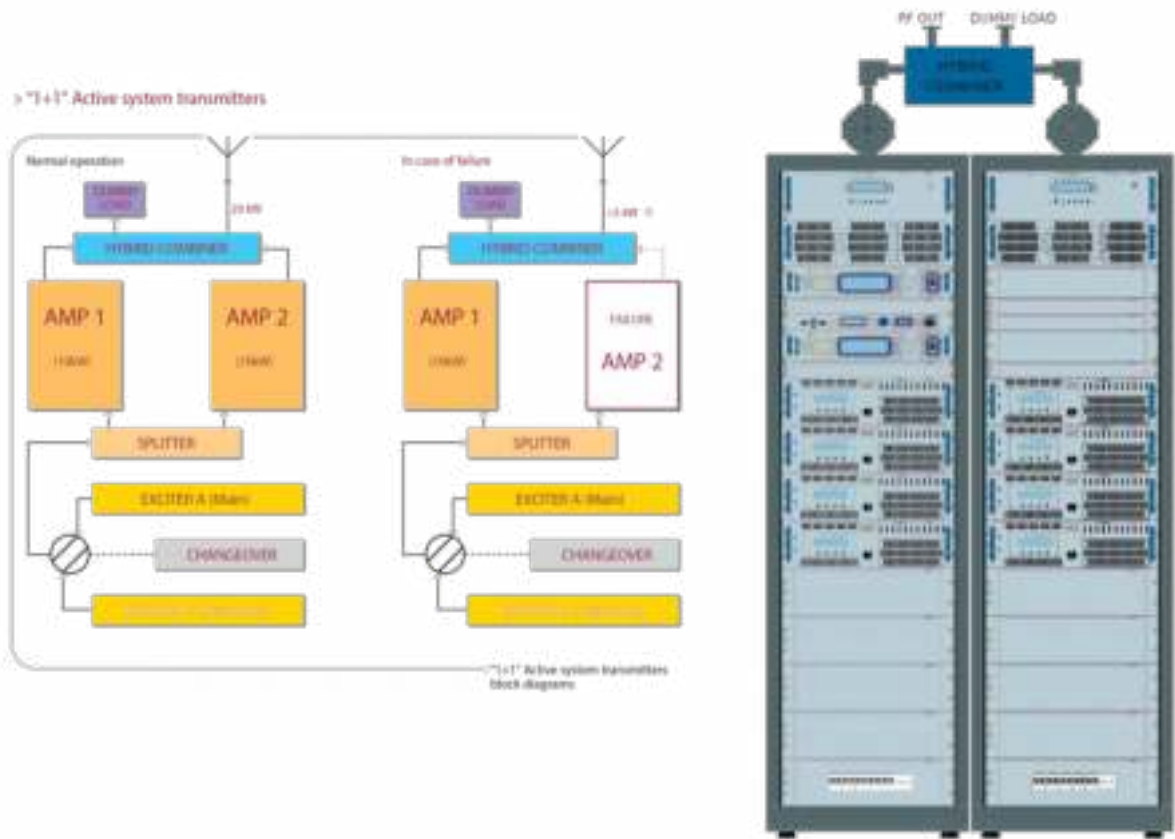 > "1+1" Active system transmitters
Normal operation
DUMMY
LOAD
HYBRID COMBINER
AMP 1
AMP 2
SPLITTER
EXCITER A (Main)
CHANGEOVER
In case of failure
DUMMY
LOAD
HYBRID COMBINER
AMP 1
FAILURE
AMP 2
SPLITTER
EXCITER A (Main)
CHANGEOVER
"1+1" Active system transmitters
block diagrams
RF OUT
DUMMY LOAD
HYBRID
COMBINER